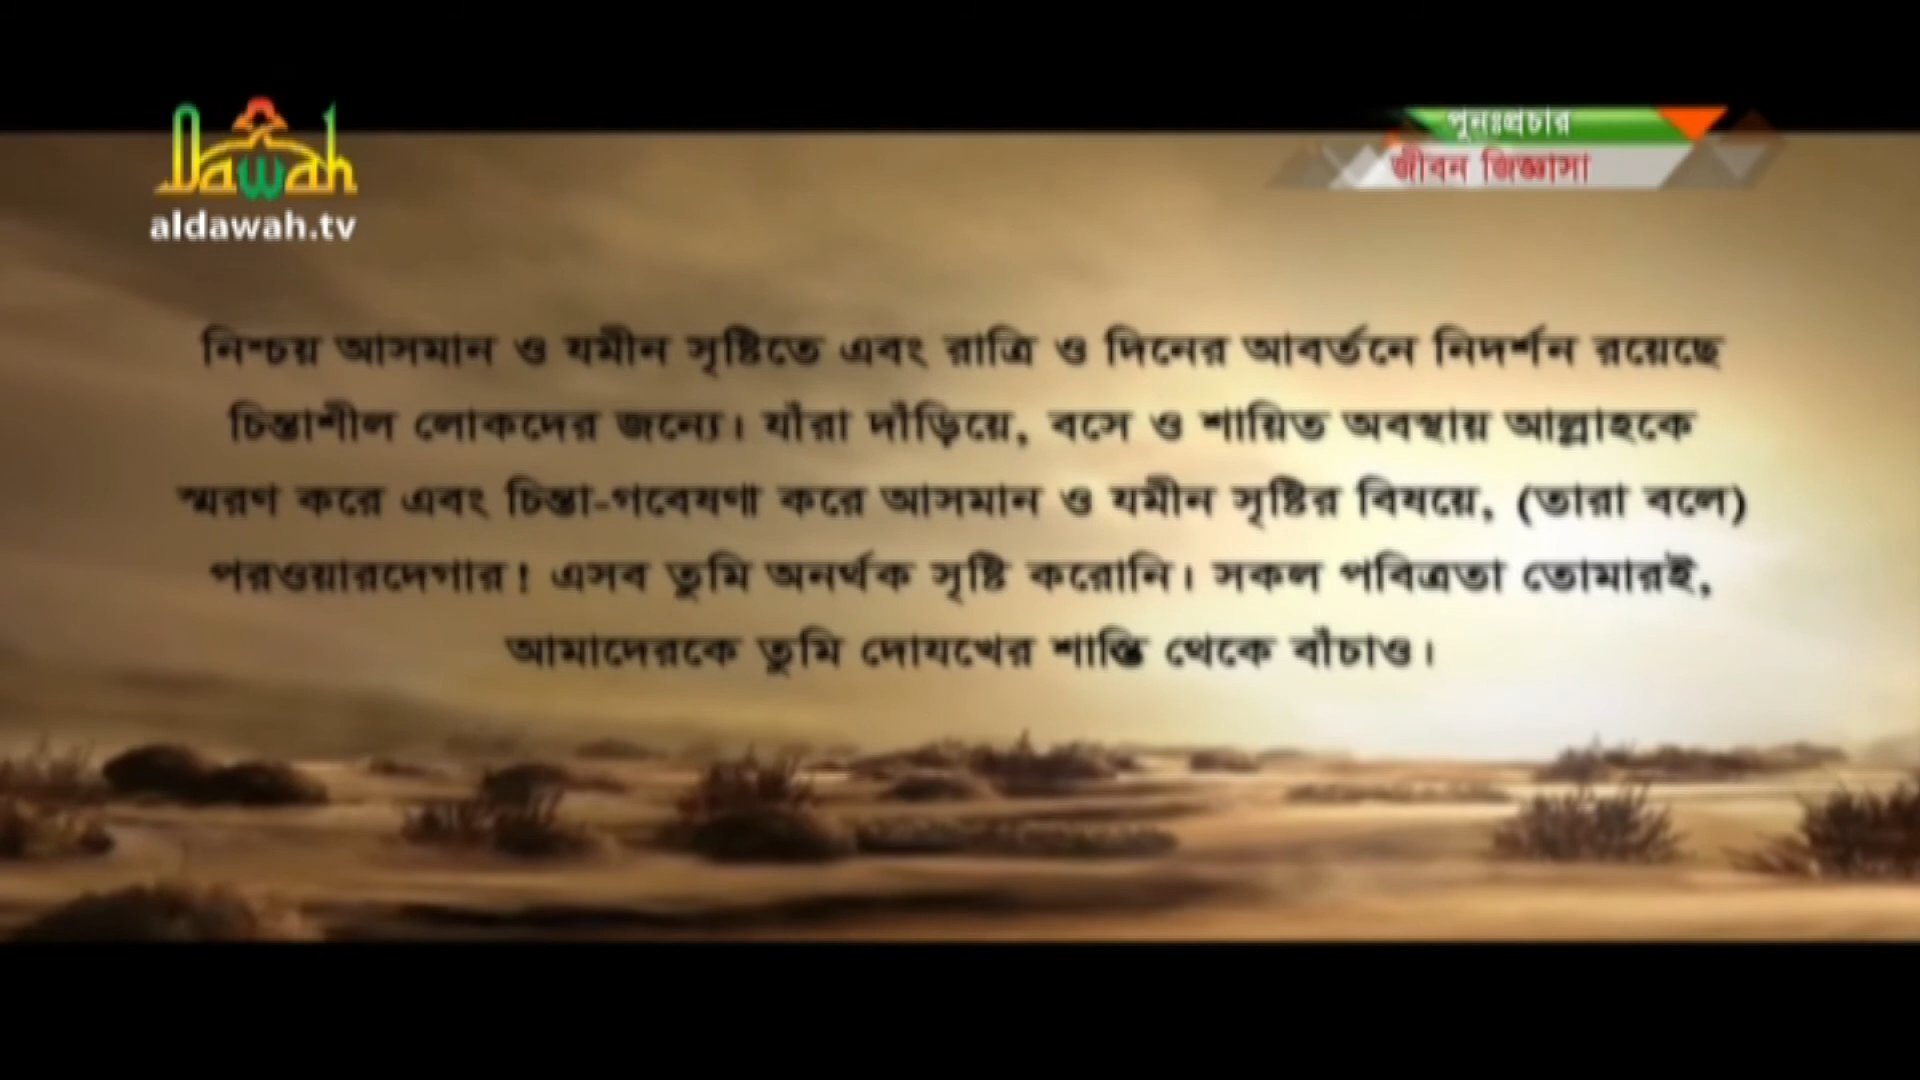 Dawah
aldawah.tv
পুনঃপ্রচার
জীবন জিজ্ঞাসা
নিশ্চয় আসমান ও যমীন সৃষ্টিতে এবং রাত্রি ও দিনের আবর্তনে নিদর্শন রয়েছে
চিন্তাশীল লোকদের জন্যে। যাঁরা দাঁড়িয়ে, বসে ও শায়িত অবস্থায় আল্লাহকে
স্মরণ করে এবং চিন্তা-গবেষণা করে আসমান ও যমীন সৃষ্টির বিষয়ে, (তারা বলে)
পরওয়ারদেগার! এসব তুমি অনর্থক সৃষ্টি করোনি। সকল পবিত্রতা তোমারই,
আমাদেরকে তুমি দোযখের শাস্তি থেকে বাঁচাও।